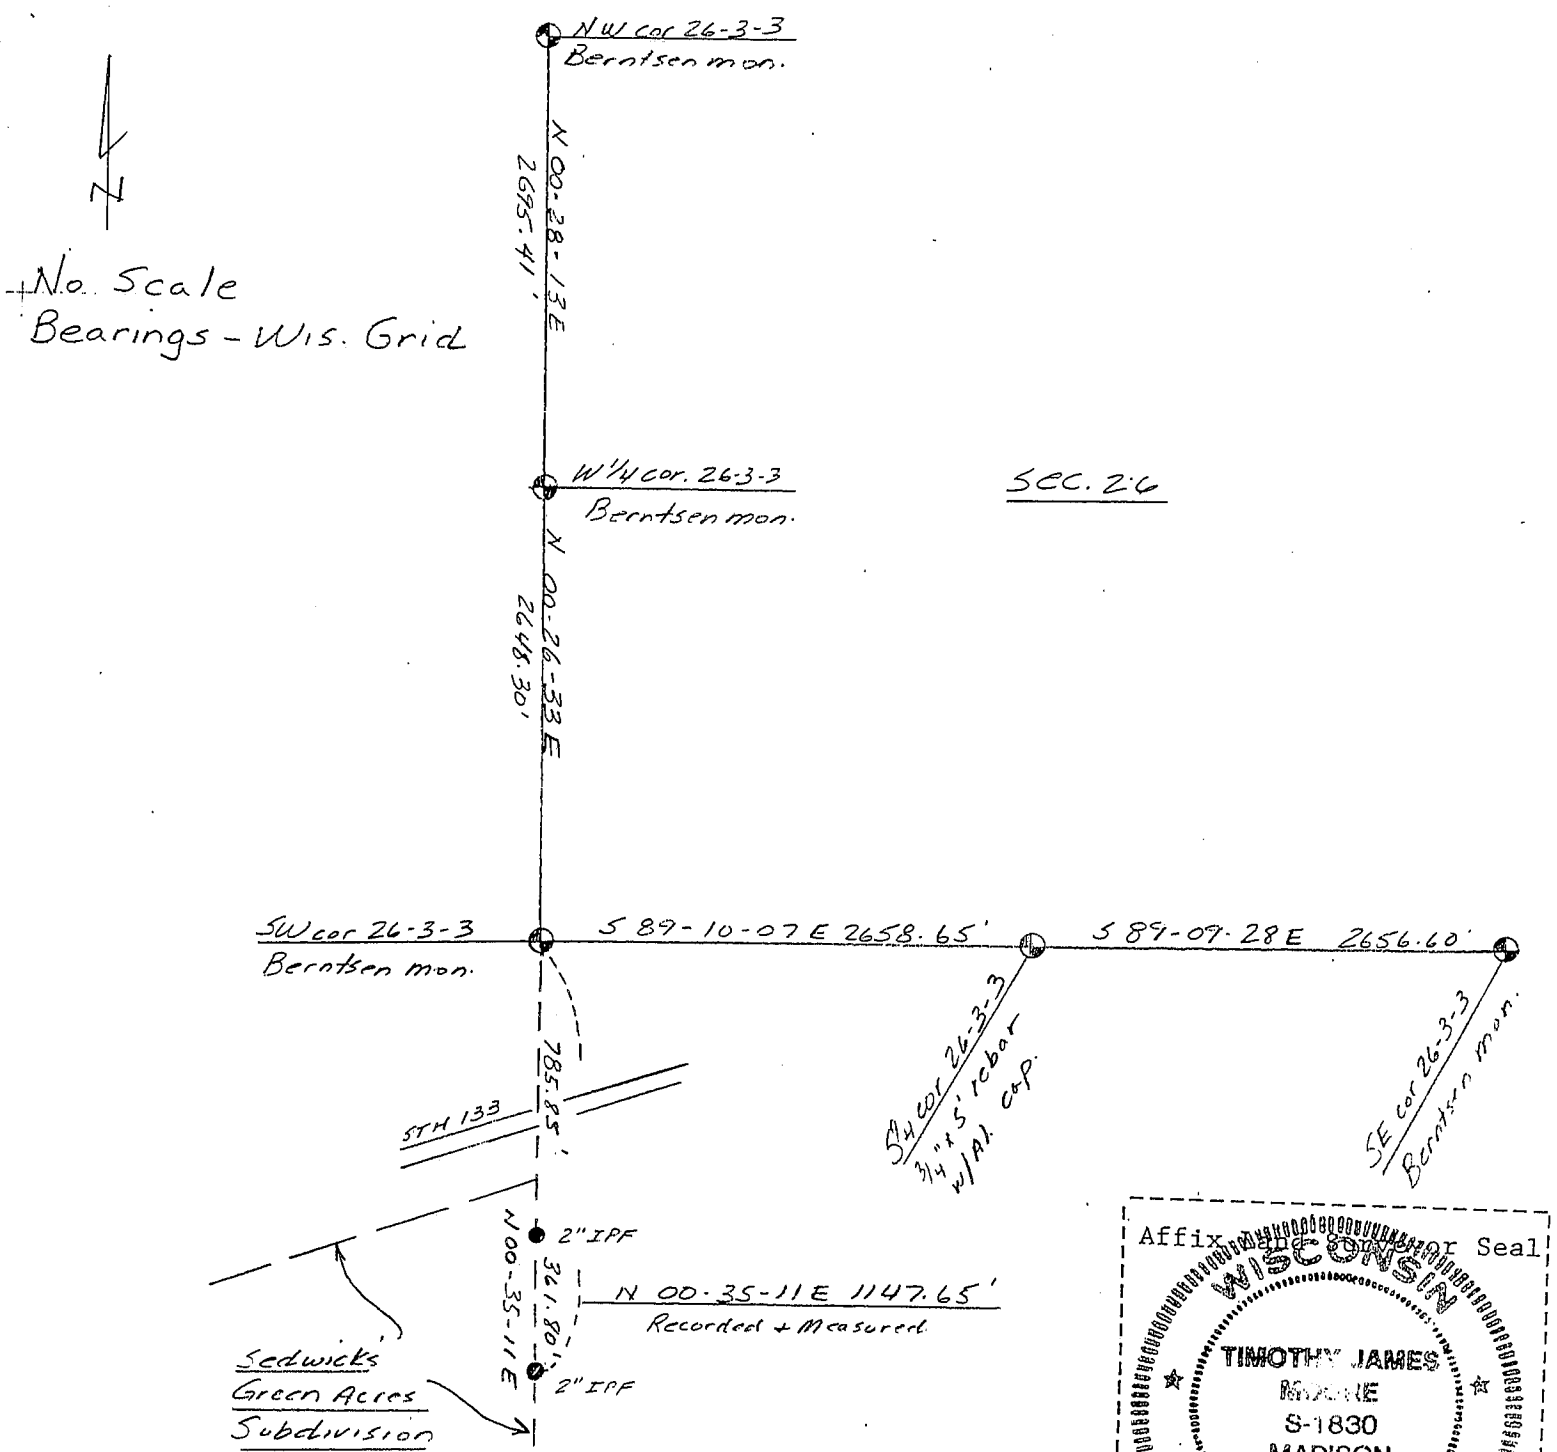 NW cor 26-3-3
Berntsen mon.
N 00-28-13 E
2695.41'
N
No Scale
Bearings - Wis. Grid
W 1/4 cor. 26-3-3
Berntsen mon.
SEC. 26
N 00-26-33 E
2648.30'
SW cor 26-3-3
Berntsen mon.
S 89-10-07 E 2658.65'
S 89-09-28 E 2656.60'
S 1/4 cor 26-3-3
3/4" x 5' rebar
w/Al. cap.
SE cor 26-3-3
Berntsen mon.
785.85'
STH 133
2" IPF
N 00-35-11 E
361.80'
N 00-35-11 E 1147.65'
Recorded + Measured
2" IPF
Sedwicks
Green Acres
Subdivision
Affix Land Surveyor Seal
WISCONSIN
TIMOTHY JAMES
MOORE
S-1830
MADISON